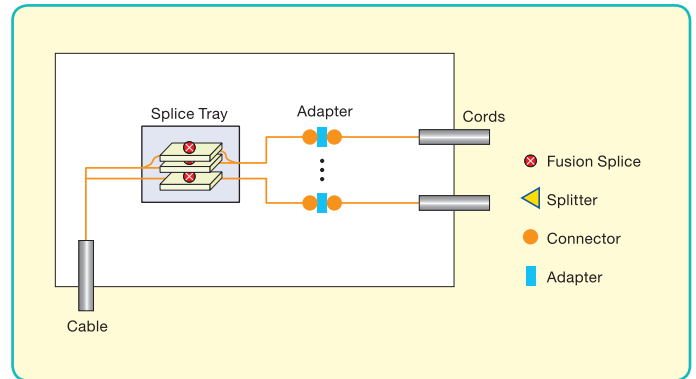 Splice Tray
Adapter
Cords
Cable
Fusion Splice
Splitter
Connector
Adapter